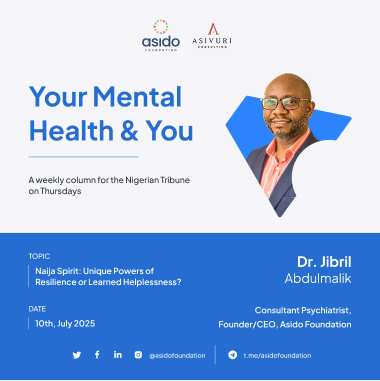 asido
FOUNDATION
ASIVURI
CONSULTING
Your Mental
Health & You
A weekly column for the Nigerian Tribune
on Thursdays
TOPIC
Naija Spirit: Unique Powers of
Resilience or Learned Helplessness?
DATE
10th, July 2025
Dr. Jibril
Abdulmalik
Consultant Psychiatrist,
Founder/CEO, Asido Foundation
@asidofoundation
t.me/asidofoundation